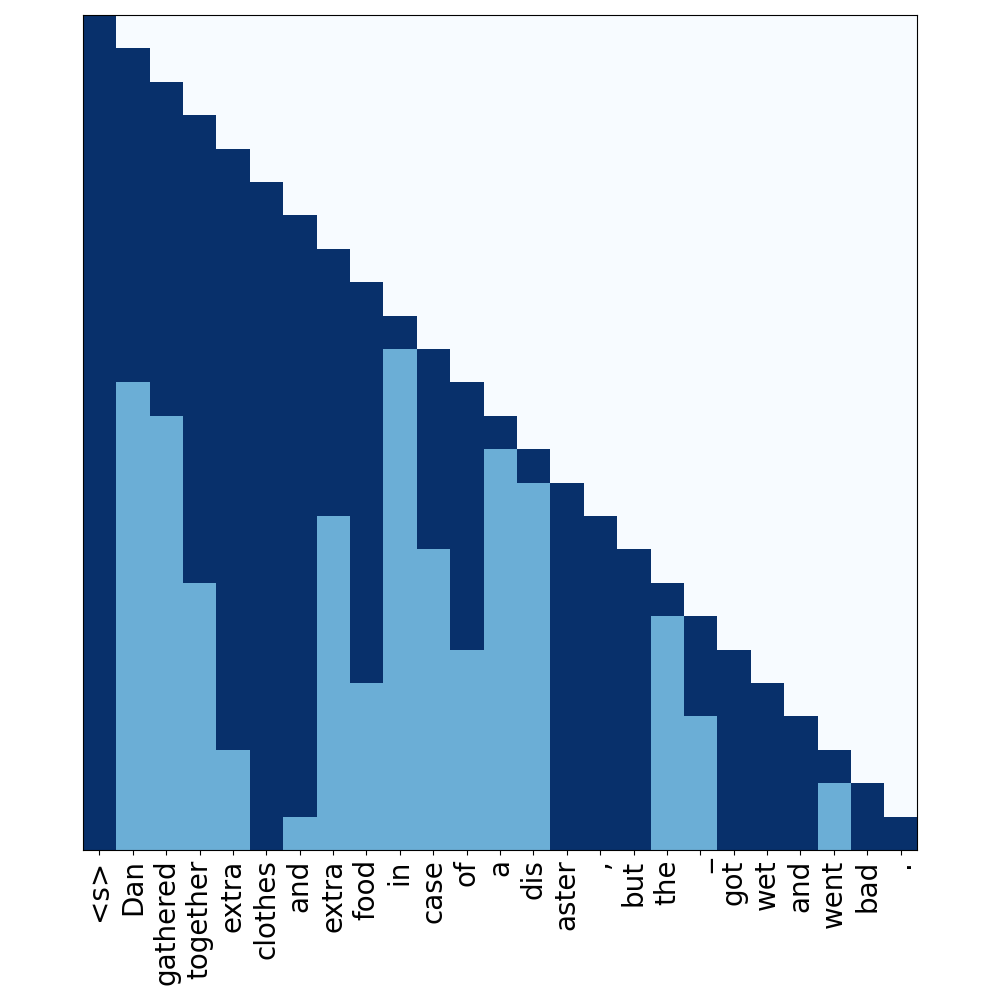 <s> Dan gathered together extra clothes and extra food in case of a dis aster , but the _ got wet and went bad .